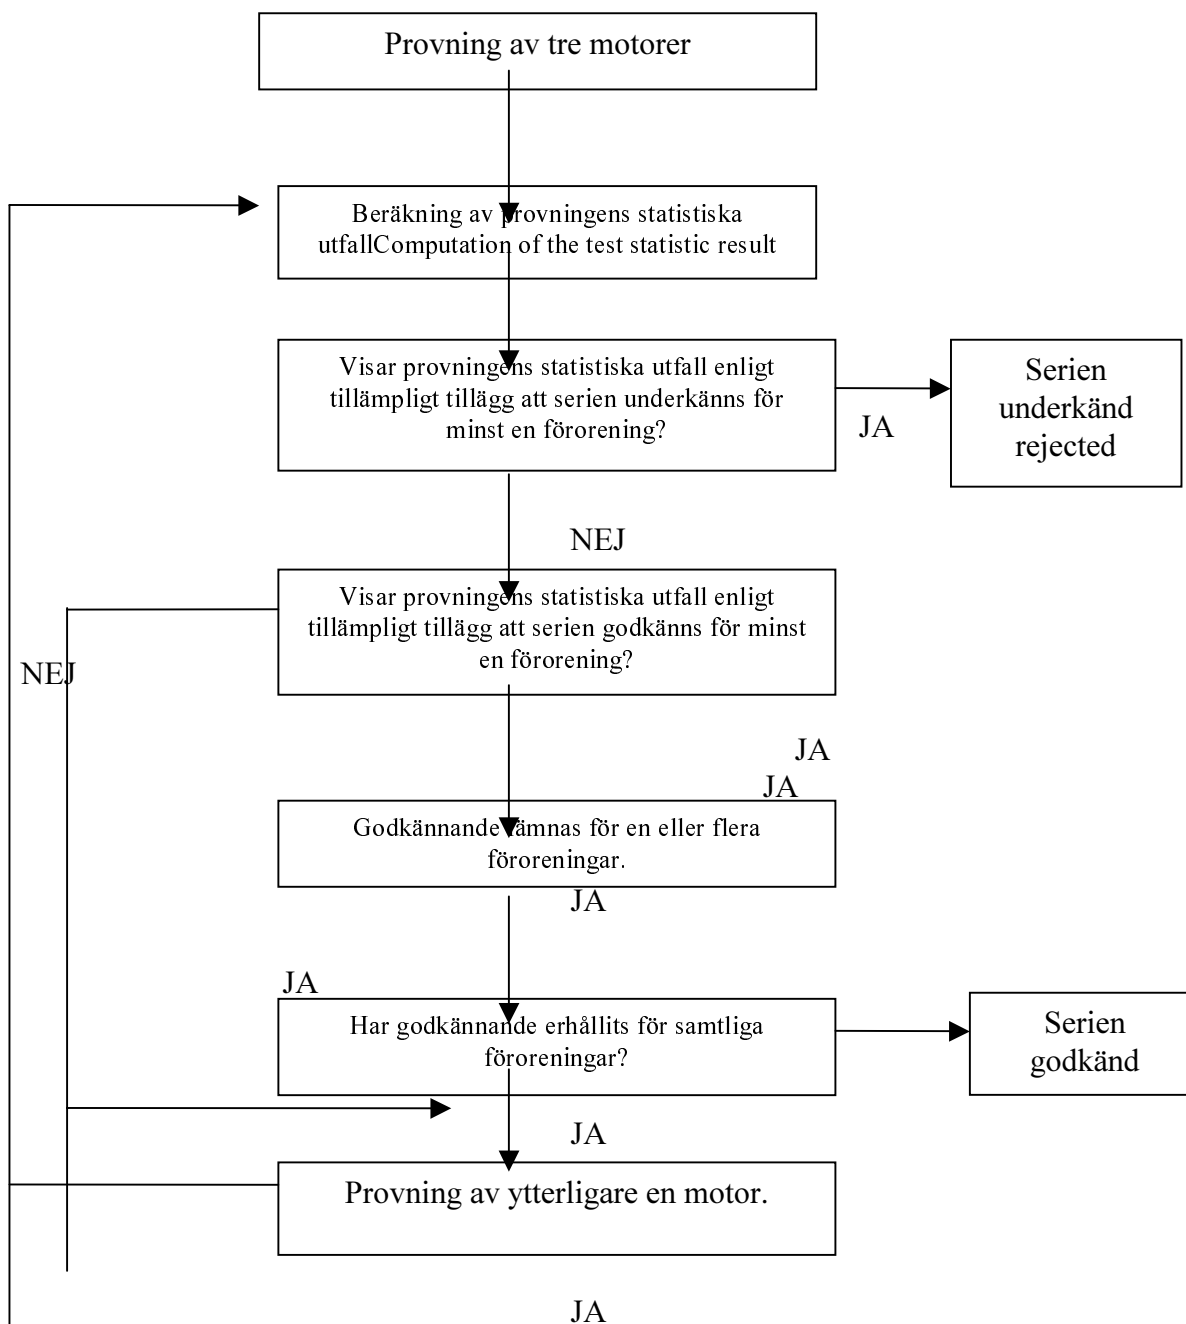 Provning av tre motorer
Beräkning av provningens statistiska
utfallComputation of the test statistic result
Visar provningens statistiska utfall enligt
tillämpligt tillägg att serien underkänns för
minst en förorening?
JA
Serien
underkänd
rejected
NEJ
Visar provningens statistiska utfall enligt
tillämpligt tillägg att serien godkänns för minst
en förorening?
NEJ
JA
JA
Godkännande lämnas för en eller flera
föroreningar.
JA
JA
Har godkännande erhållits för samtliga
föroreningar?
Serien
godkänd
JA
Provning av ytterligare en motor.
JA